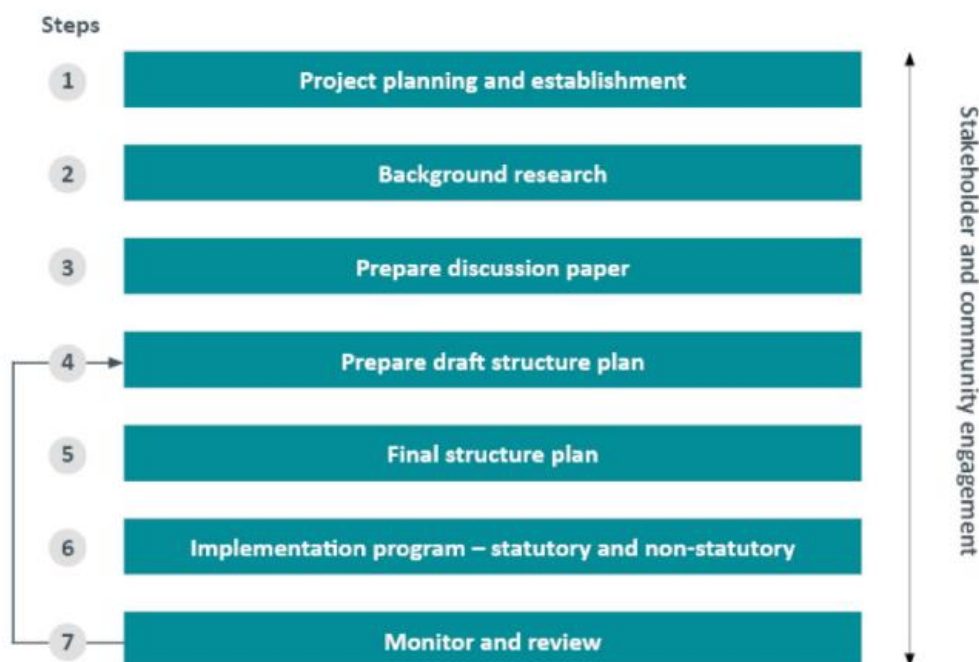 Steps
1
Project planning and establishment
2
Background research
3
Prepare discussion paper
4
Prepare draft structure plan
5
Final structure plan
6
Implementation program – statutory and non-statutory
7
Monitor and review
Stakeholder and community engagement